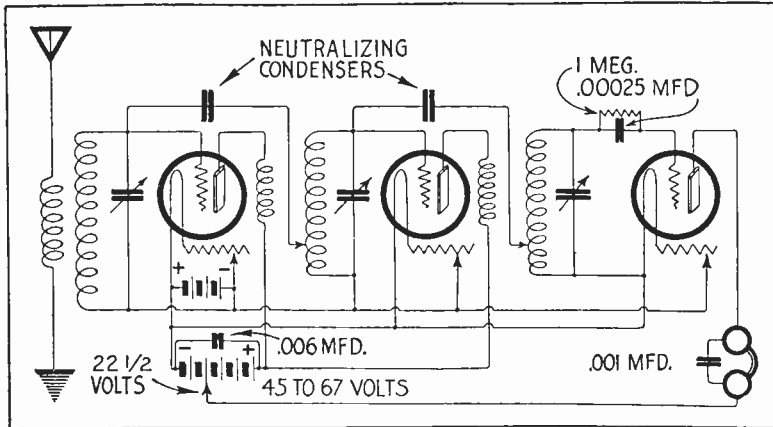 NEUTRALIZING
CONDENSERS
1 MEG.
.00025 MFD
+ -
.006 MFD.
- +
22 1/2
VOLTS
45 TO 67 VOLTS
.001 MFD.